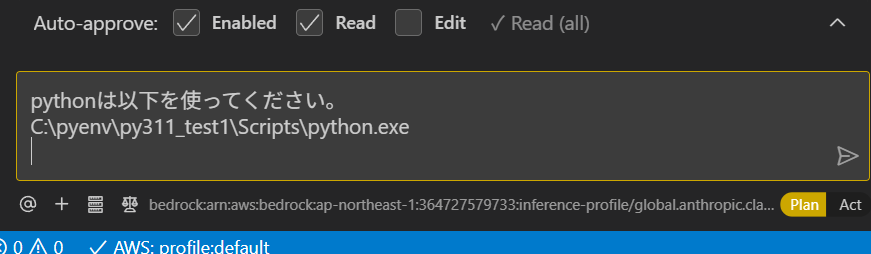 Auto-approve: Enabled Read Edit ✓ Read (all)
pythonは以下を使ってください。
C:\pyenv\py311_test1\Scripts\python.exe
@ + bedrock:arn:aws:bedrock:ap-northeast-1:364727579733:inference-profile/global.anthropic.cla... Plan Act
0 0 ✓ AWS: profile:default